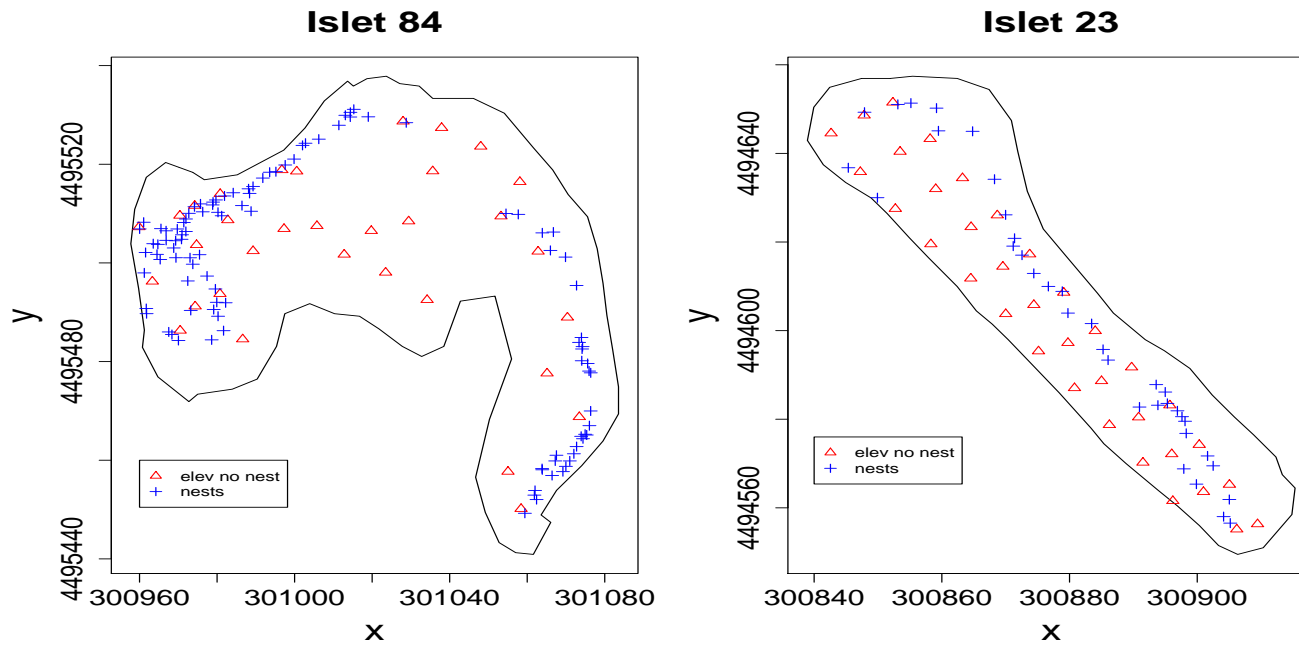 Islet 84
4495520
4495480
4495440
y
elev no nest
nests
300960
301000
301040
301080
x
Islet 23
4494640
4494600
4494560
y
elev no nest
nests
300840
300860
300880
300900
x